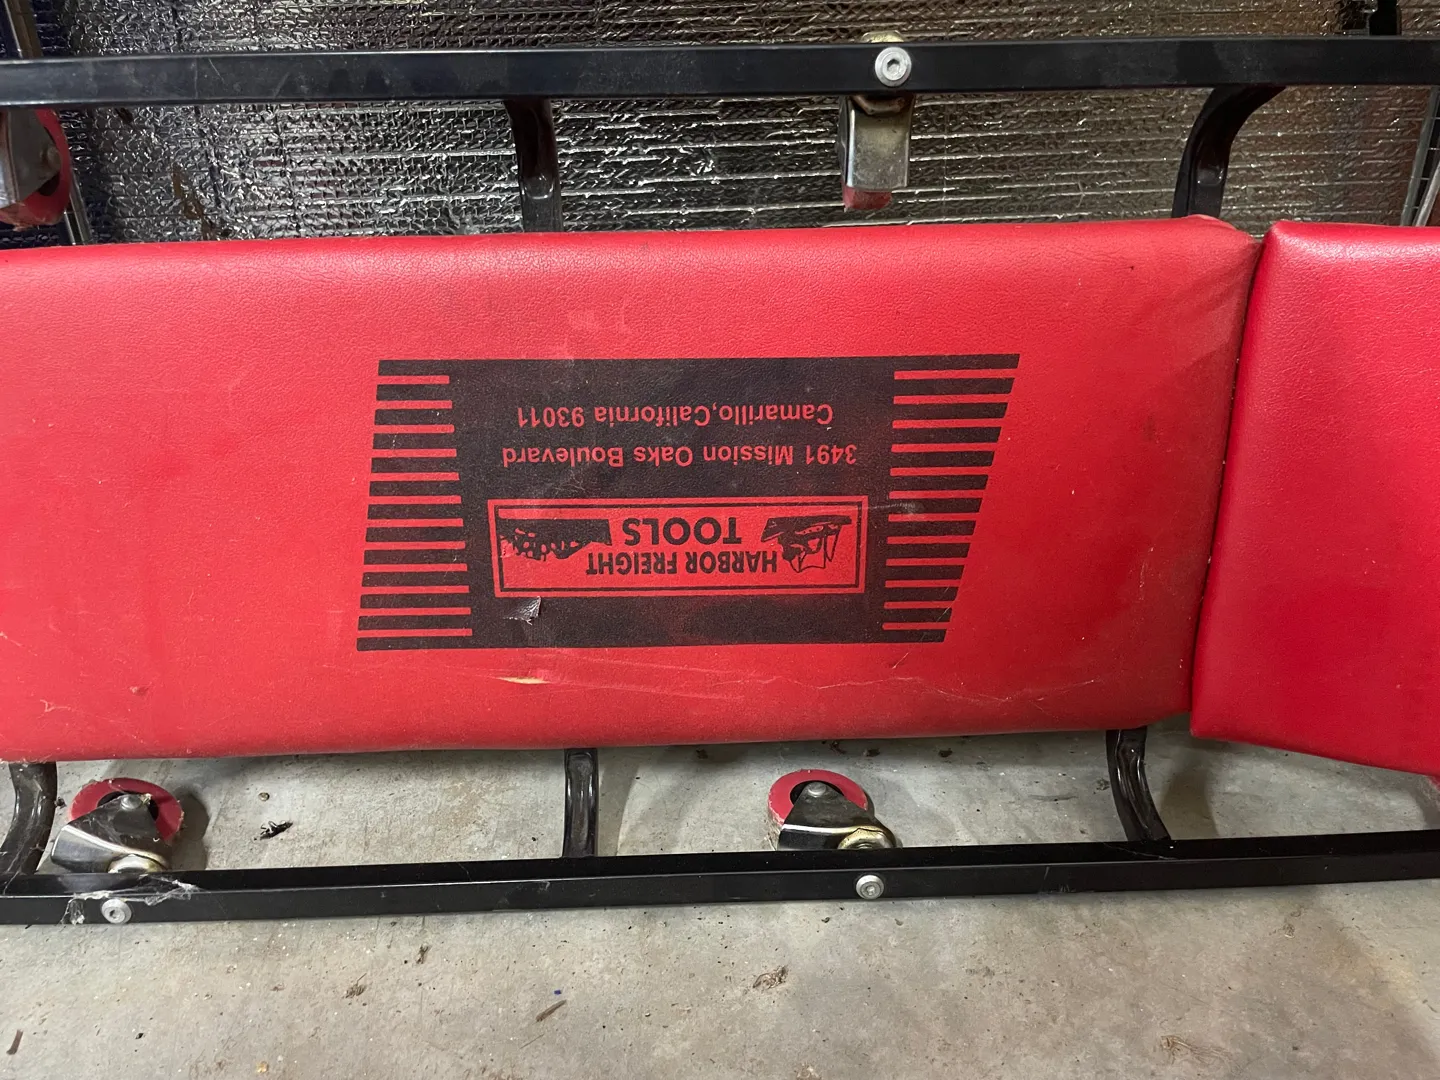 HARBOR FREIGHT
TOOLS
3491 Mission Oaks Boulevard
Camarillo,California 93011